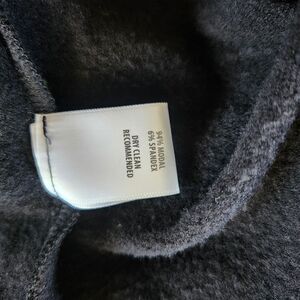 94% MODAL
6% SPANDEX
DRY CLEAN
RECOMMENDED